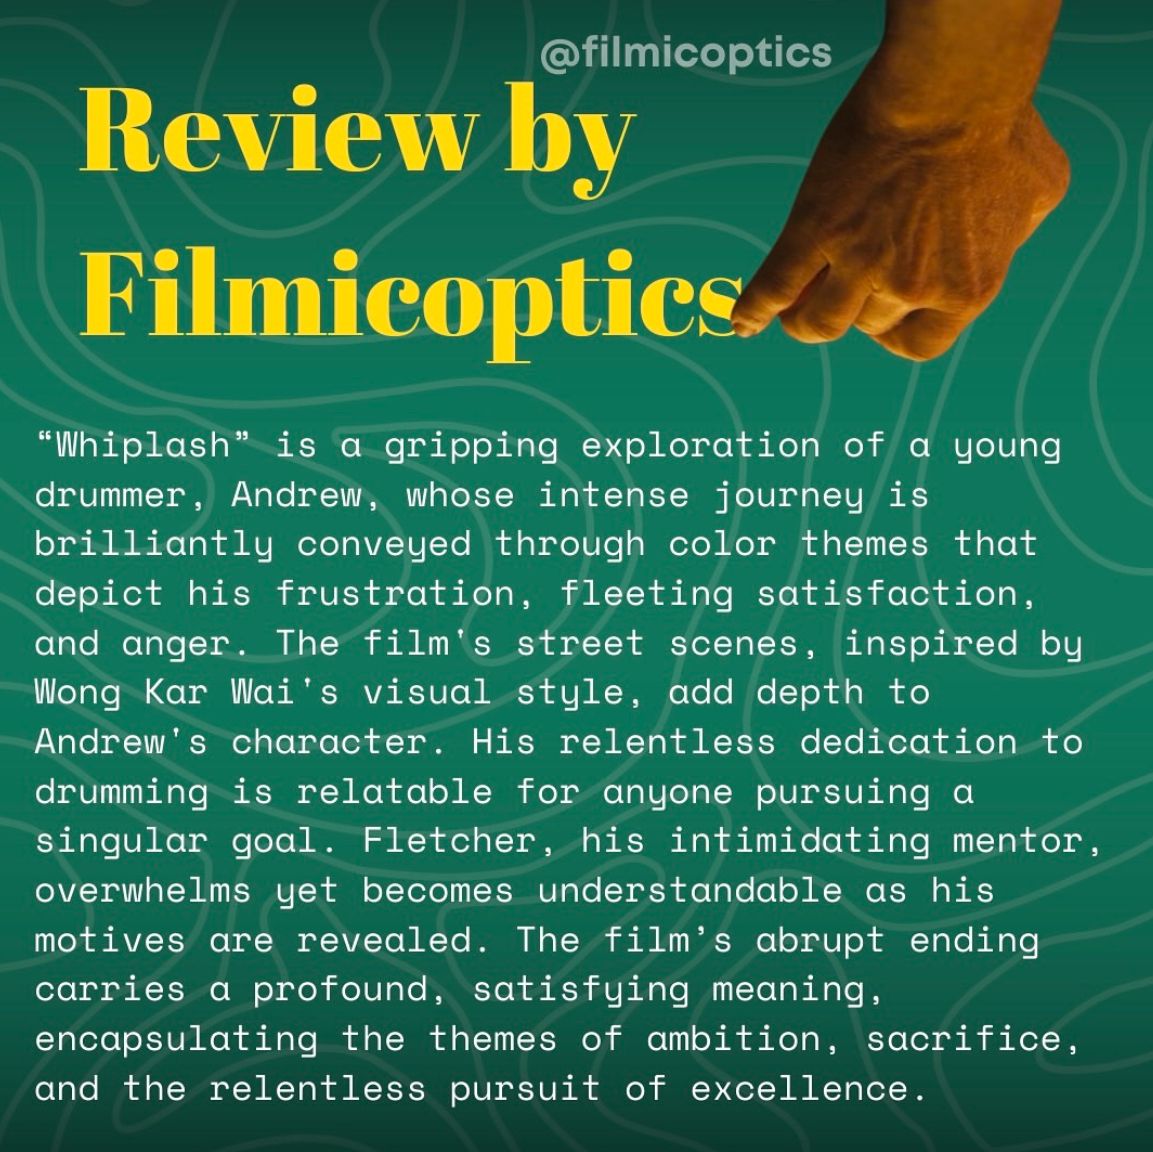 @filmicoptics
Review by
Filmicoptics
“Whiplash” is a gripping exploration of a young
drummer, Andrew, whose intense journey is
brilliantly conveyed through color themes that
depict his frustration, fleeting satisfaction,
and anger. The film's street scenes, inspired by
Wong Kar Wai's visual style, add depth to
Andrew's character. His relentless dedication to
drumming is relatable for anyone pursuing a
singular goal. Fletcher, his intimidating mentor,
overwhelms yet becomes understandable as his
motives are revealed. The film’s abrupt ending
carries a profound, satisfying meaning,
encapsulating the themes of ambition, sacrifice,
and the relentless pursuit of excellence.